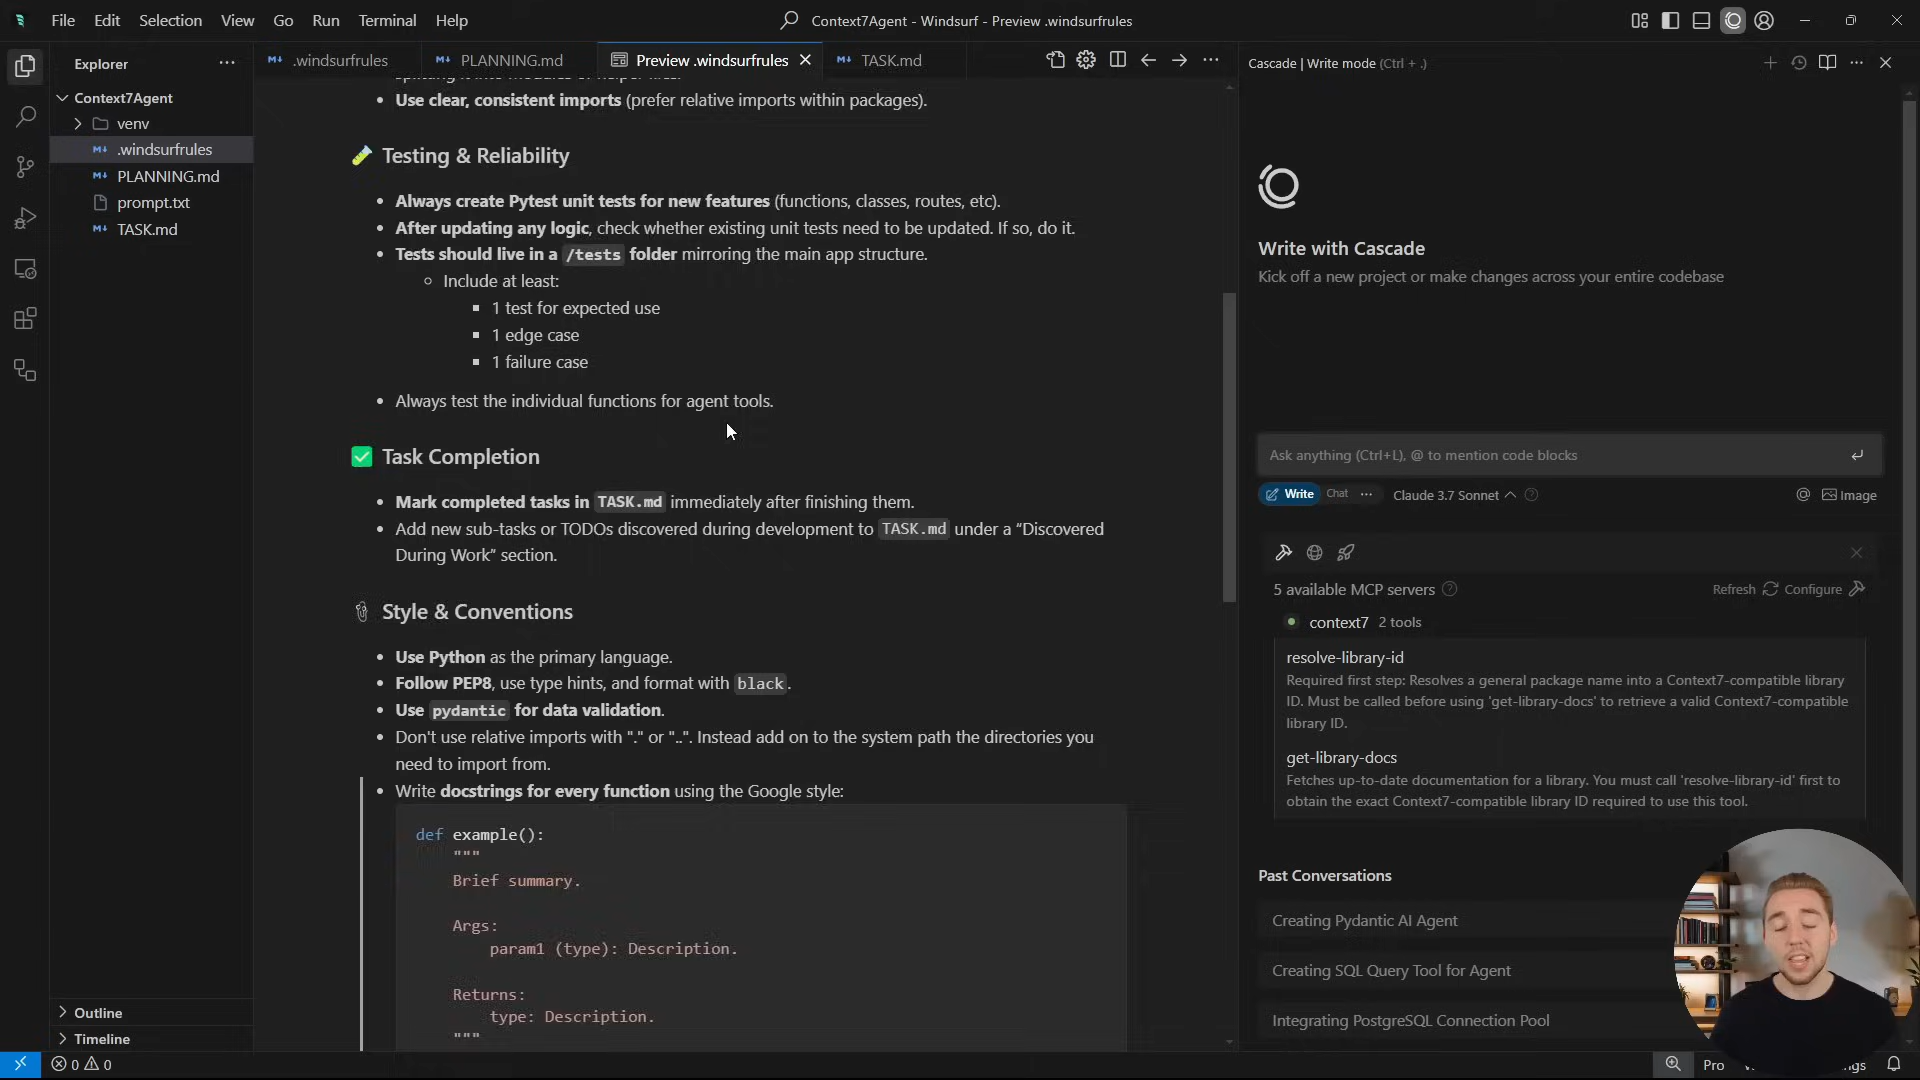 File Edit Selection View Go Run Terminal Help
Context7Agent - Windsurf - Preview .windsurfrules
Explorer
Context7Agent
venv
.windsurfrules
PLANNING.md
prompt.txt
TASK.md
Outline
Timeline
.windsurfrules PLANNING.md Preview .windsurfrules TASK.md
• Use clear, consistent imports (prefer relative imports within packages).
Testing & Reliability
• Always create Pytest unit tests for new features (functions, classes, routes, etc).
• After updating any logic, check whether existing unit tests need to be updated. If so, do it.
• Tests should live in a /tests folder mirroring the main app structure.
Include at least:
1 test for expected use
1 edge case
1 failure case
• Always test the individual functions for agent tools.
Task Completion
• Mark completed tasks in TASK.md immediately after finishing them.
• Add new sub-tasks or TODOs discovered during development to TASK.md under a “Discovered
During Work” section.
Style & Conventions
• Use Python as the primary language.
• Follow PEP8, use type hints, and format with black.
• Use pydantic for data validation.
• Don't use relative imports with "." or "..". Instead add on to the system path the directories you
need to import from.
• Write docstrings for every function using the Google style:
def example():
"""
Brief summary.
Args:
param1 (type): Description.
Returns:
type: Description.
"""
Cascade | Write mode (Ctrl + .)
Write with Cascade
Kick off a new project or make changes across your entire codebase
Ask anything (Ctrl+L), @ to mention code blocks
Write Chat Claude 3.7 Sonnet Image
5 available MCP servers Refresh Configure
context7 2 tools
resolve-library-id
Required first step: Resolves a general package name into a Context7-compatible library
ID. Must be called before using 'get-library-docs' to retrieve a valid Context7-compatible
library ID.
get-library-docs
Fetches up-to-date documentation for a library. You must call 'resolve-library-id' first to
obtain the exact Context7-compatible library ID required to use this tool.
Past Conversations
Creating Pydantic AI Agent
Creating SQL Query Tool for Agent
Integrating PostgreSQL Connection Pool
0 0
Pro